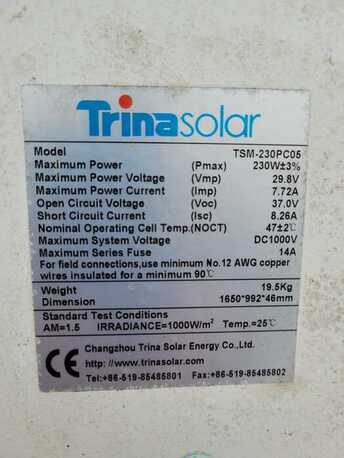 Trinasolar
Model TSM-230PC05
Maximum Power (Pmax) 230W±3%
Maximum Power Voltage (Vmp) 29.8V
Maximum Power Current (Imp) 7.72A
Open Circuit Voltage (Voc) 37.0V
Short Circuit Current (Isc) 8.26A
Nominal Operating Cell Temp.(NOCT) 47±2℃
Maximum System Voltage DC1000V
Maximum Series Fuse 14A
For field connections,use minimum No.12 AWG copper
wires insulated for a minimum 90℃
Weight 19.5Kg
Dimension 1650*992*46mm
Standard Test Conditions
AM=1.5 IRRADIANCE=1000W/m² Temp.=25℃
CE Changzhou Trina Solar Energy Co.,Ltd.
http://www.trinasolar.com
Tel:+86-519-85485801 Fax:+86-519-85485802